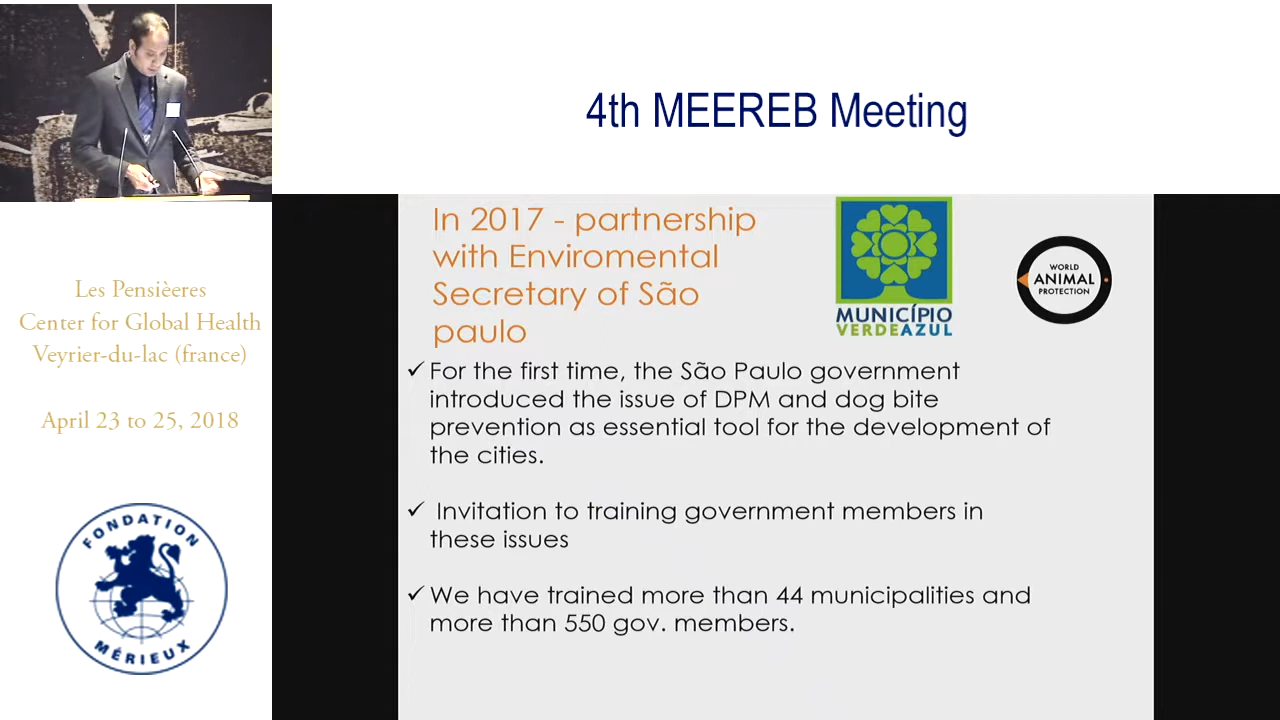 4th MEEREB Meeting
In 2017 - partnership
with Enviromental
Secretary of São
paulo
MUNICÍPIO
VERDEAZUL
WORLD
ANIMAL
PROTECTION
✓For the first time, the São Paulo government
introduced the issue of DPM and dog bite
prevention as essential tool for the development of
the cities.
✓ Invitation to training government members in
these issues
✓We have trained more than 44 municipalities and
more than 550 gov. members.
Les Pensièeres
Center for Global Health
Veyrier-du-lac (france)
April 23 to 25, 2018
FONDATION
MÉRIEUX